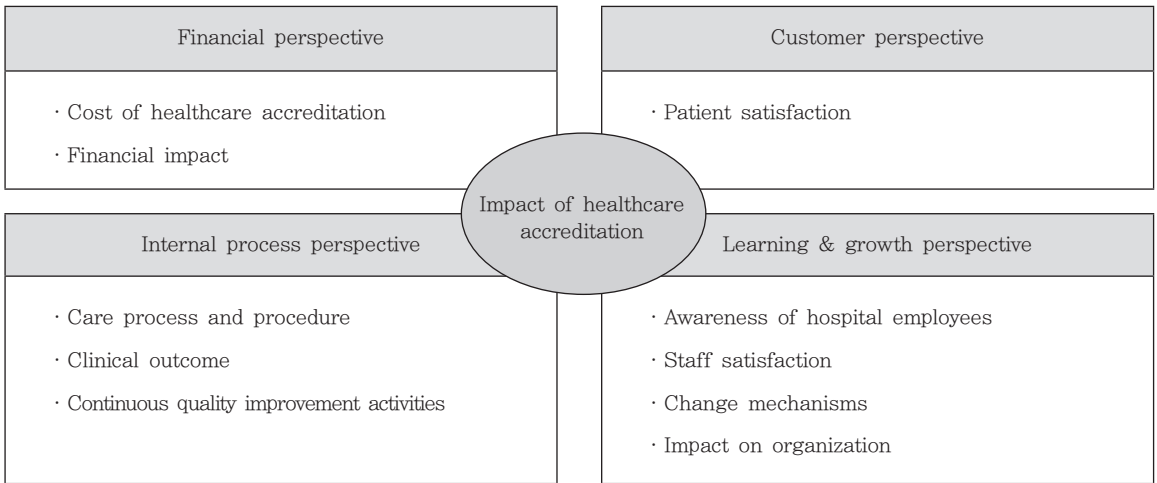 Financial perspective
· Cost of healthcare accreditation
· Financial impact
Customer perspective
· Patient satisfaction
Impact of healthcare
accreditation
Internal process perspective
· Care process and procedure
· Clinical outcome
· Continuous quality improvement activities
Learning & growth perspective
· Awareness of hospital employees
· Staff satisfaction
· Change mechanisms
· Impact on organization